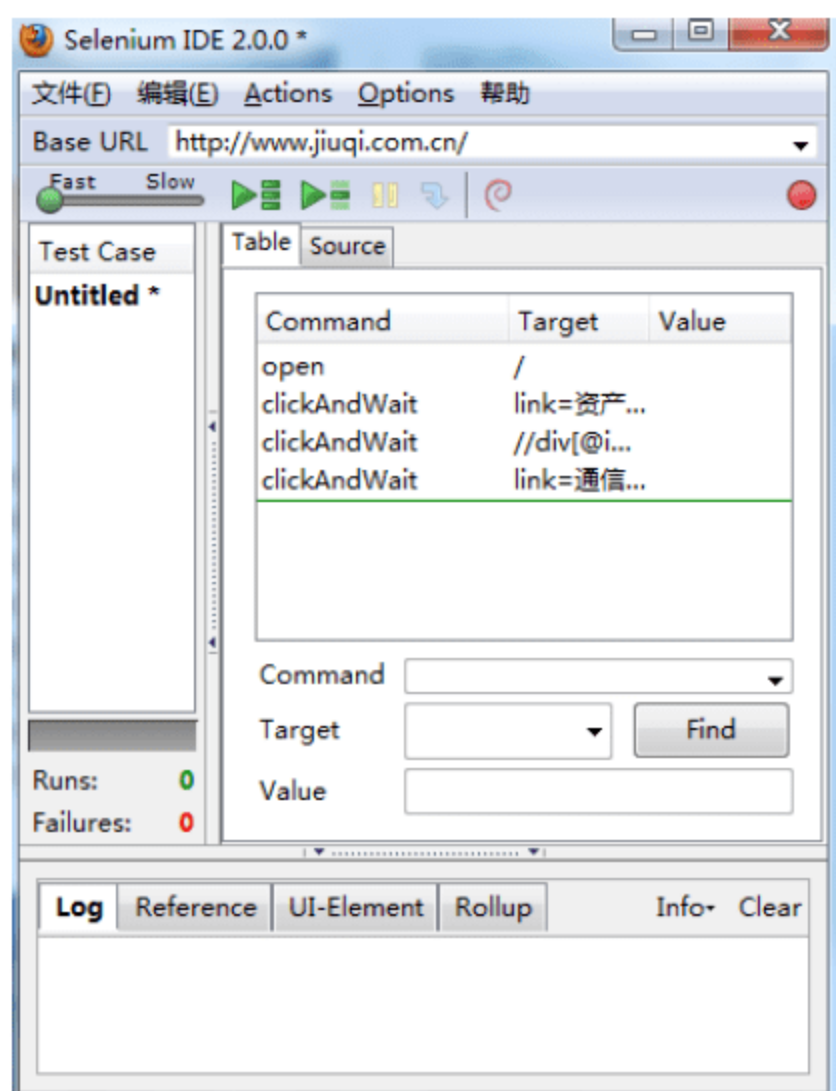 Selenium IDE 2.0.0 *
文件(F) 编辑(E) Actions Options 帮助
Base URL http://www.jiuqi.com.cn/
Fast Slow
Test Case
Untitled *
Runs: 0
Failures: 0
Table Source
Command Target Value
open /
clickAndWait link=资产...
clickAndWait //div[@i...
clickAndWait link=通信...
Command
Target Find
Value
Log Reference UI-Element Rollup Info Clear